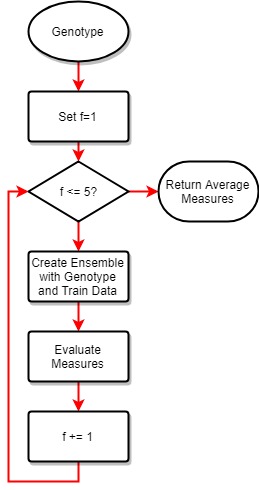 Genotype
Set f=1
f <= 5?
Return Average
Measures
Create Ensemble
with Genotype
and Train Data
Evaluate
Measures
f += 1